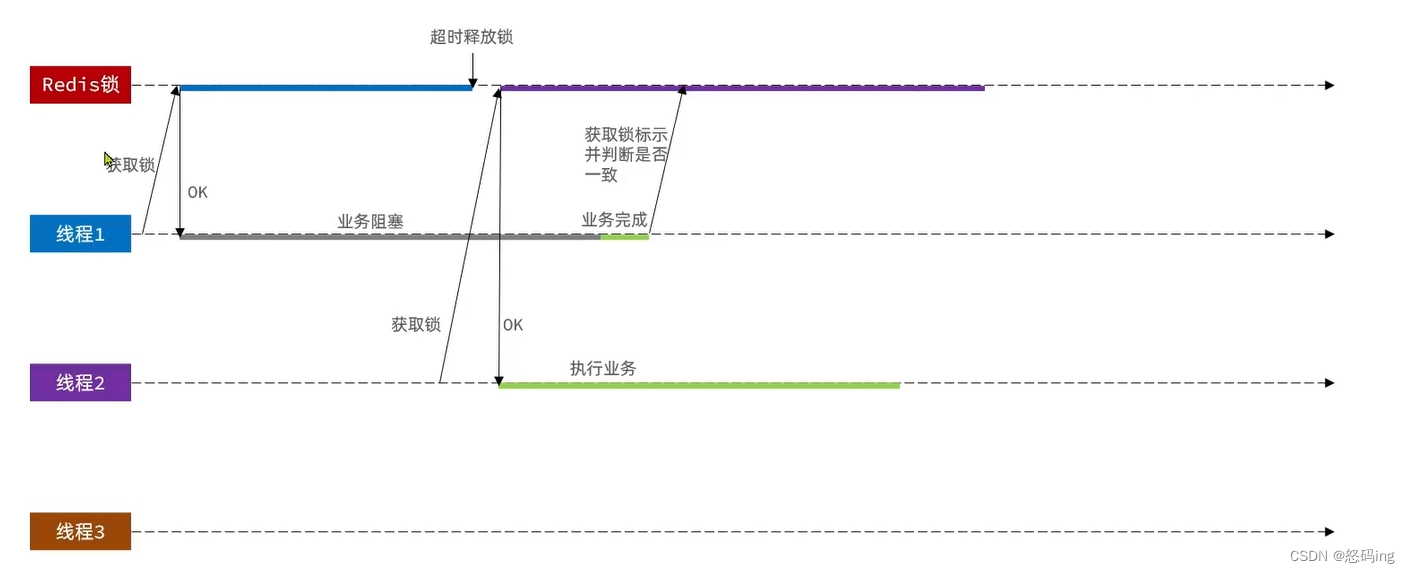 超时释放锁
Redis锁
获取锁
OK
获取锁标示
并判断是否
一致
线程1
业务阻塞
业务完成
获取锁
OK
线程2
执行业务
线程3
CSDN @怒码ing